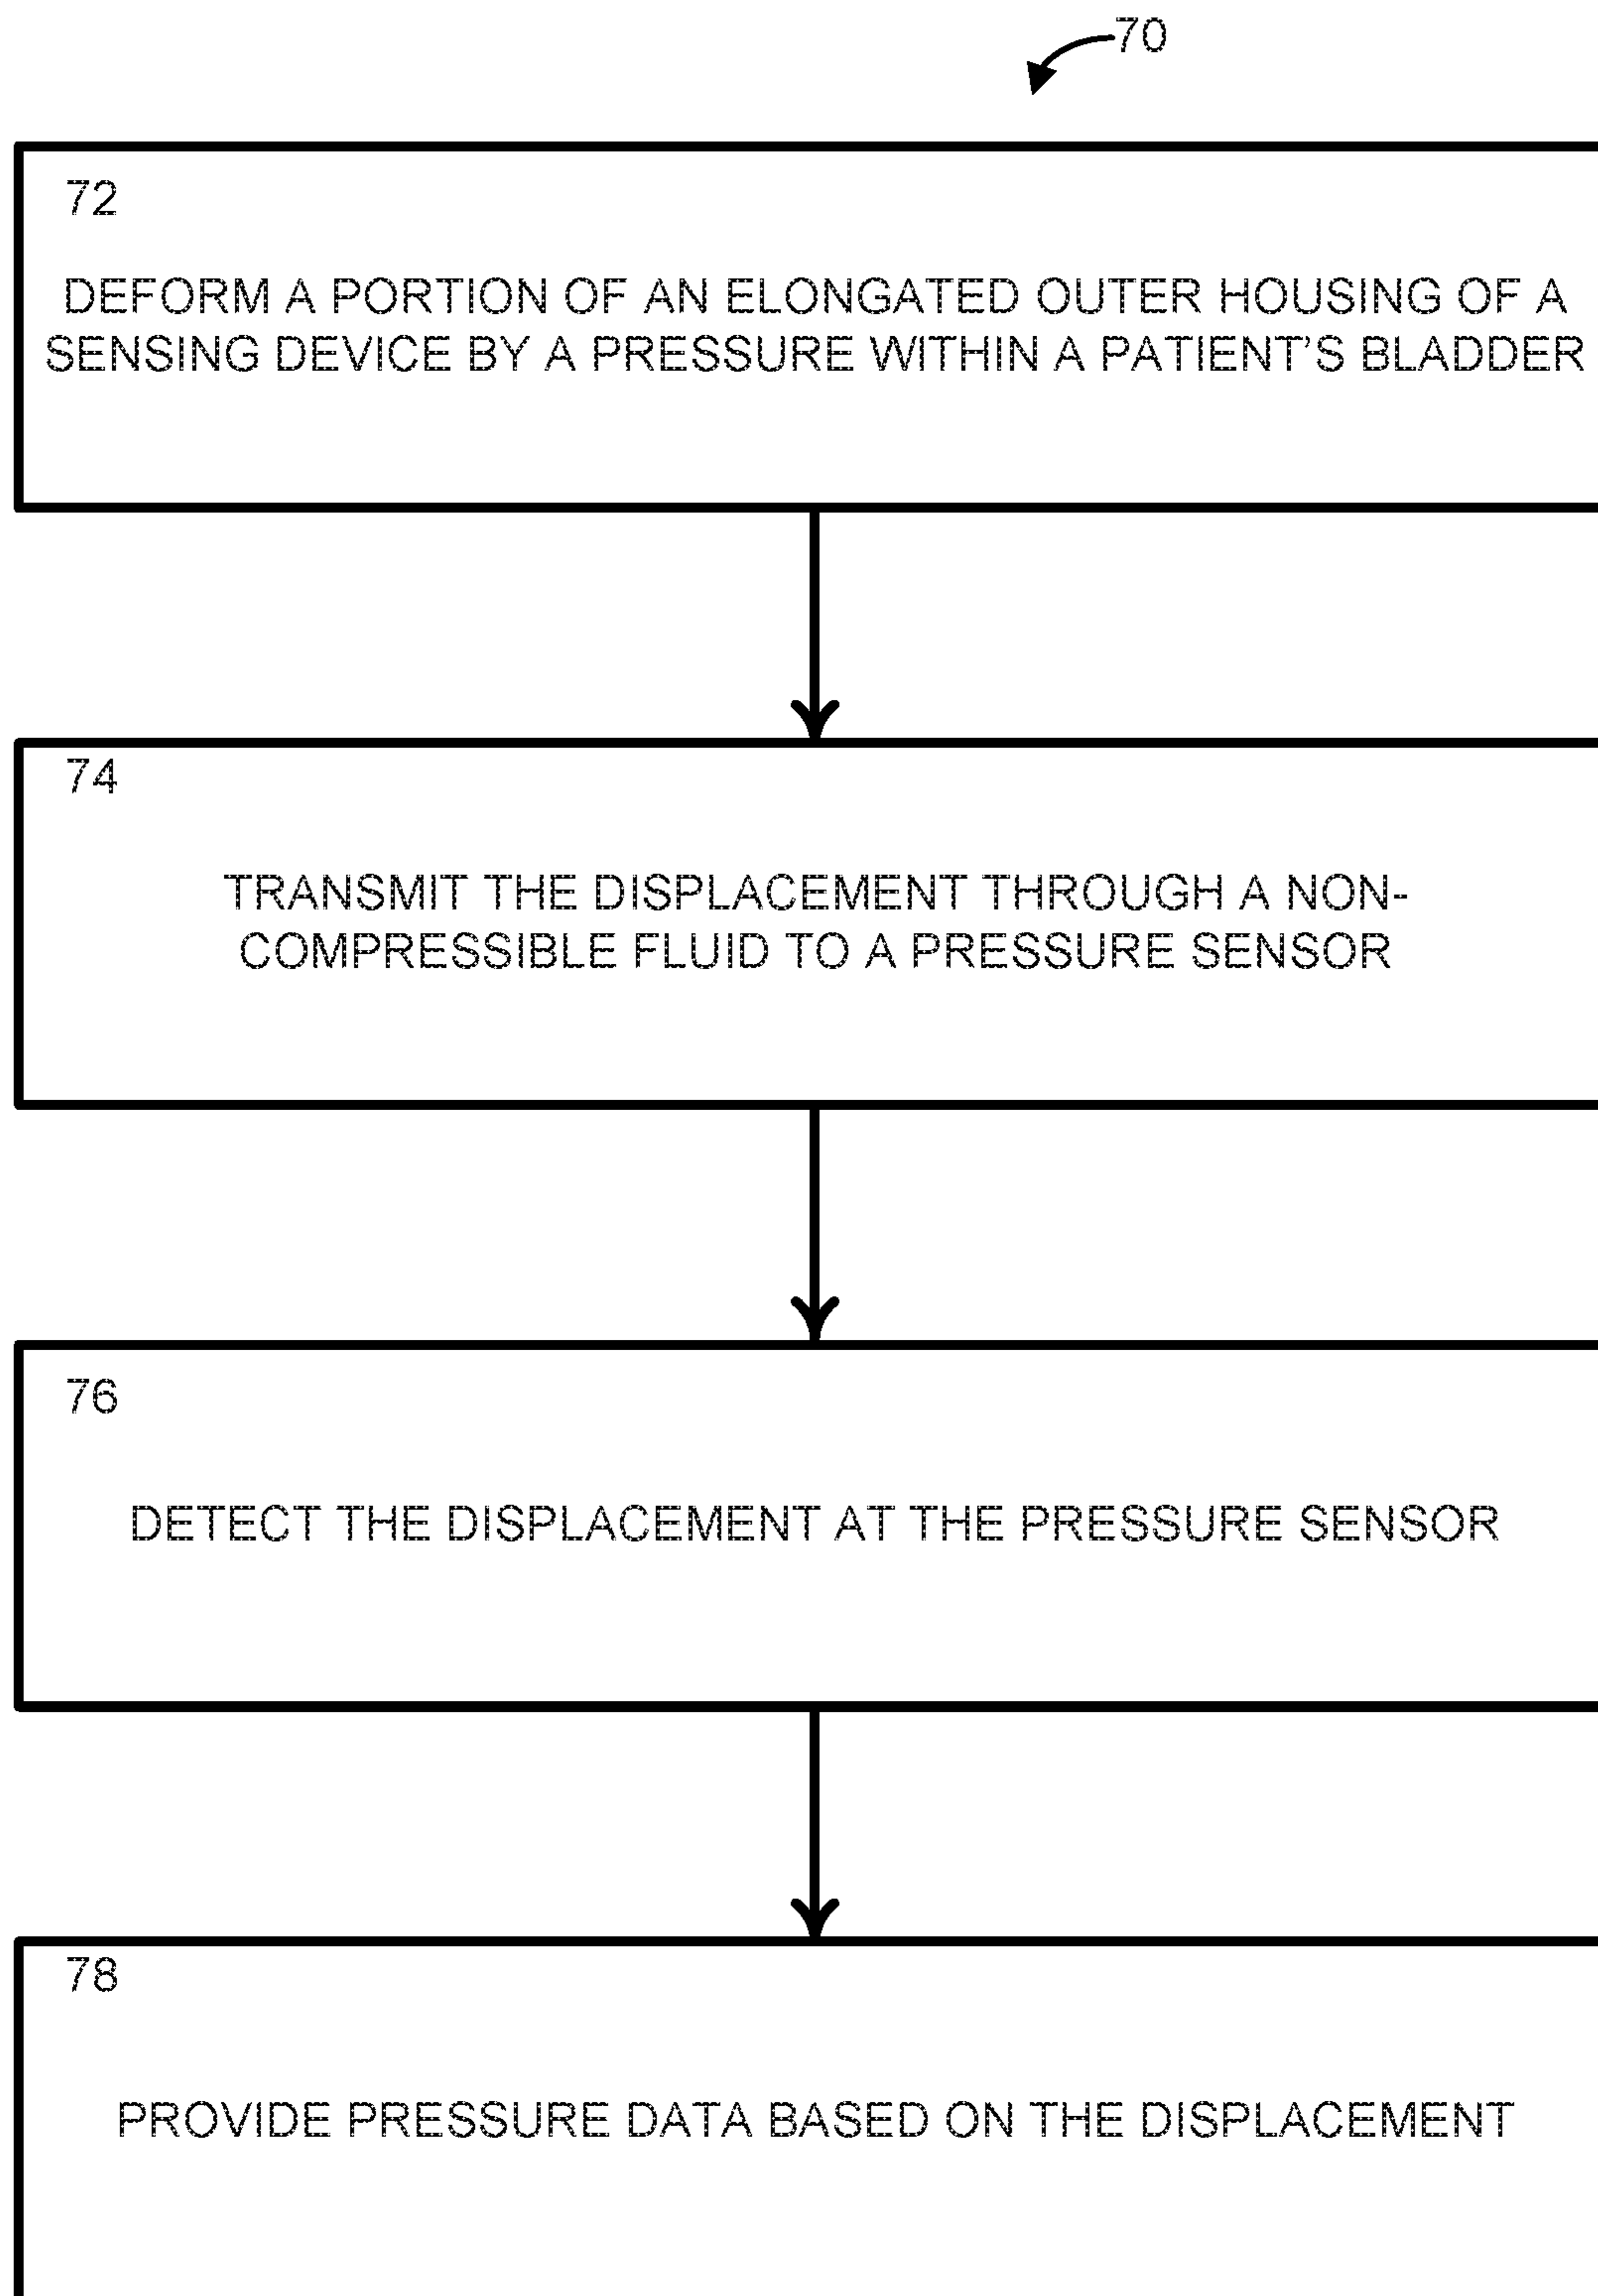 70
72
DEFORM A PORTION OF AN ELONGATED OUTER HOUSING OF A
SENSING DEVICE BY A PRESSURE WITHIN A PATIENT’S BLADDER
74
TRANSMIT THE DISPLACEMENT THROUGH A NON-
COMPRESSIBLE FLUID TO A PRESSURE SENSOR
76
DETECT THE DISPLACEMENT AT THE PRESSURE SENSOR
78
PROVIDE PRESSURE DATA BASED ON THE DISPLACEMENT